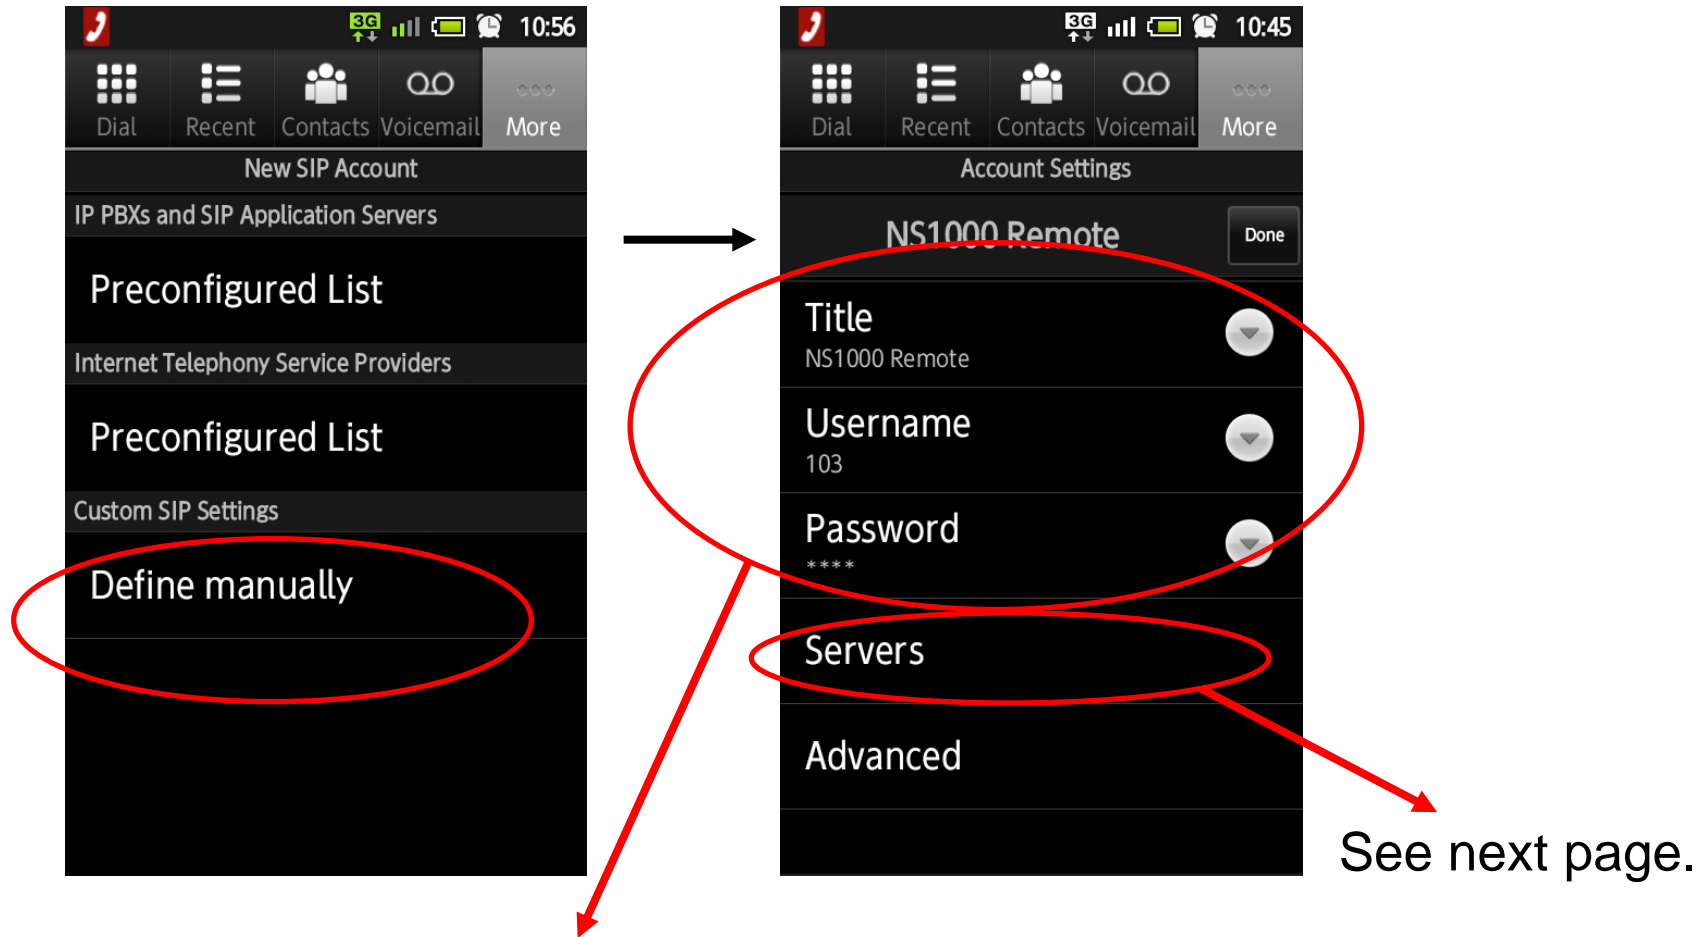 3G 10:56
Dial Recent Contacts Voicemail More
New SIP Account
IP PBXs and SIP Application Servers
Preconfigured List
Internet Telephony Service Providers
Preconfigured List
Custom SIP Settings
Define manually
3G 10:45
Dial Recent Contacts Voicemail More
Account Settings
NS1000 Remote Done
Title
NS1000 Remote
Username
103
Password
****
Servers
Advanced
See next page.